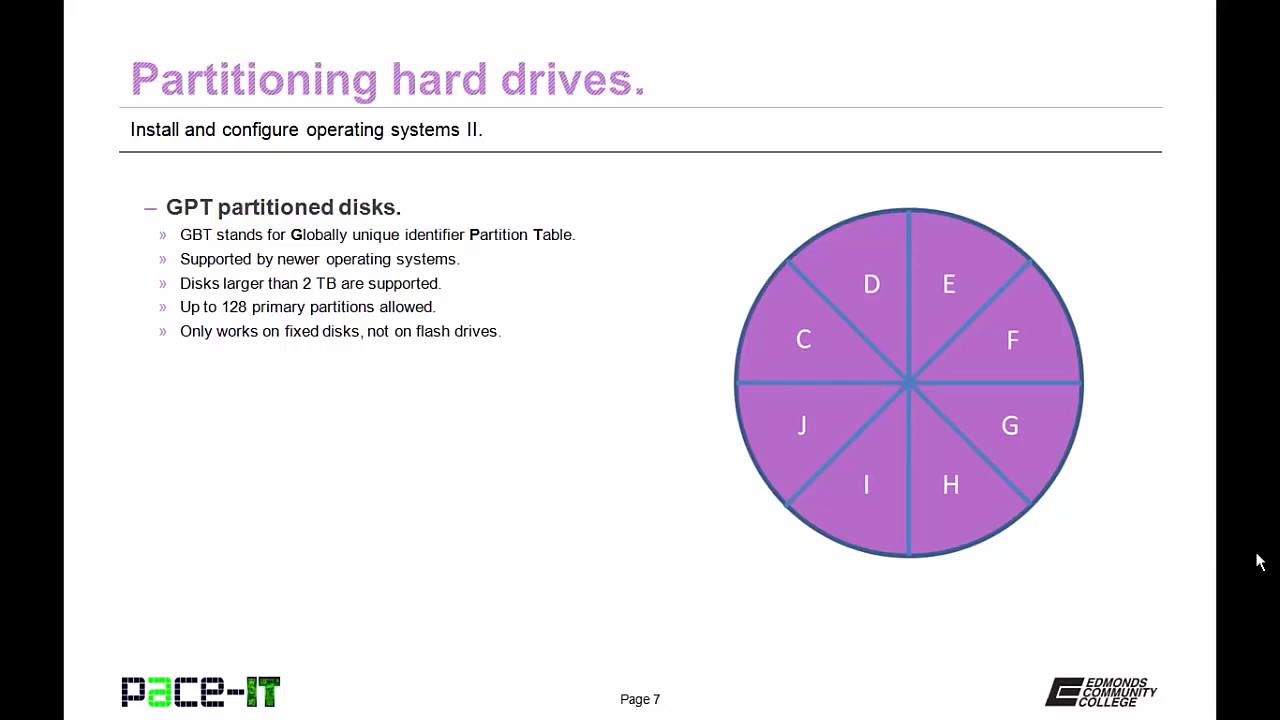 Partitioning hard drives.
Install and configure operating systems II.
– GPT partitioned disks.
» GBT stands for Globally unique identifier Partition Table.
» Supported by newer operating systems.
» Disks larger than 2 TB are supported.
» Up to 128 primary partitions allowed.
» Only works on fixed disks, not on flash drives.
D E
C F
J G
I H
pace-IT
Page 7
EDMONDS
COMMUNITY
COLLEGE